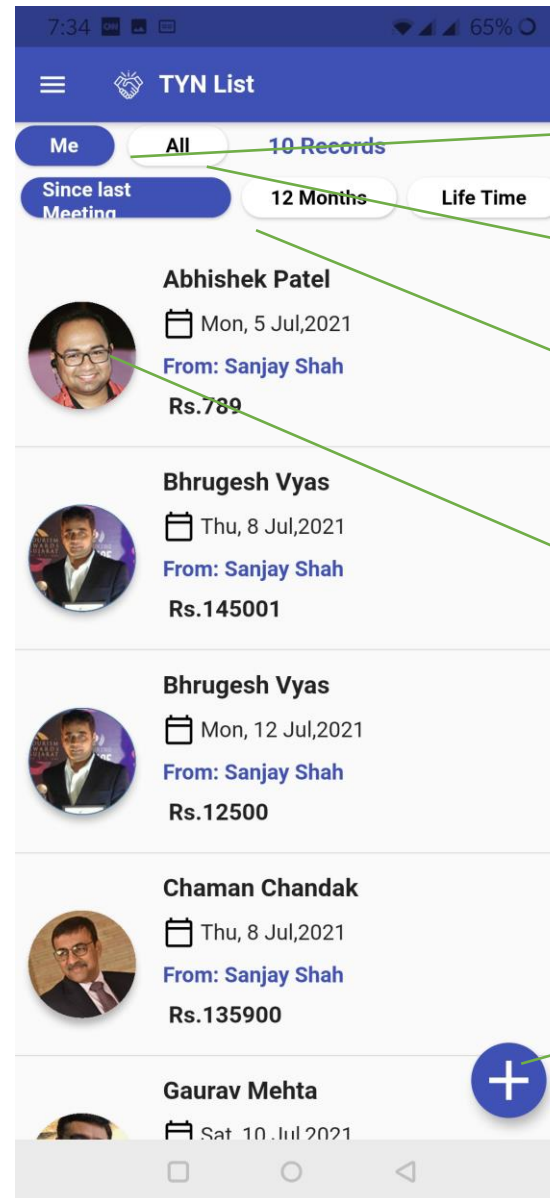 7:34
65%
TYN List
Me All 10 Records
Since last
Meeting
12 Months Life Time
Abhishek Patel
Mon, 5 Jul,2021
From: Sanjay Shah
Rs.789
Bhrugesh Vyas
Thu, 8 Jul,2021
From: Sanjay Shah
Rs.145001
Bhrugesh Vyas
Mon, 12 Jul,2021
From: Sanjay Shah
Rs.12500
Chaman Chandak
Thu, 8 Jul,2021
From: Sanjay Shah
Rs.135900
Gaurav Mehta
Sat, 10 Jul,2021